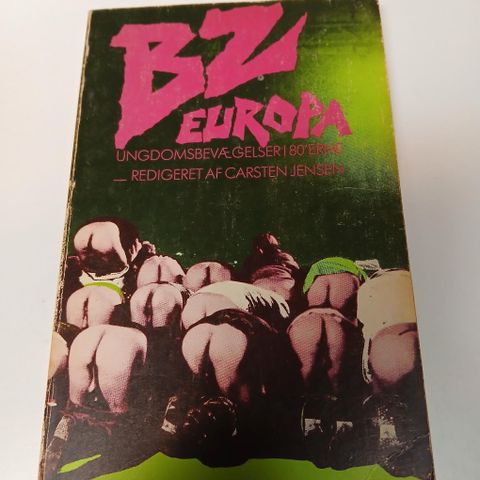 BZ
EUROPA
UNGDOMSBEVÆGELSER I 80'ERNE
— REDIGERET AF CARSTEN JENSEN